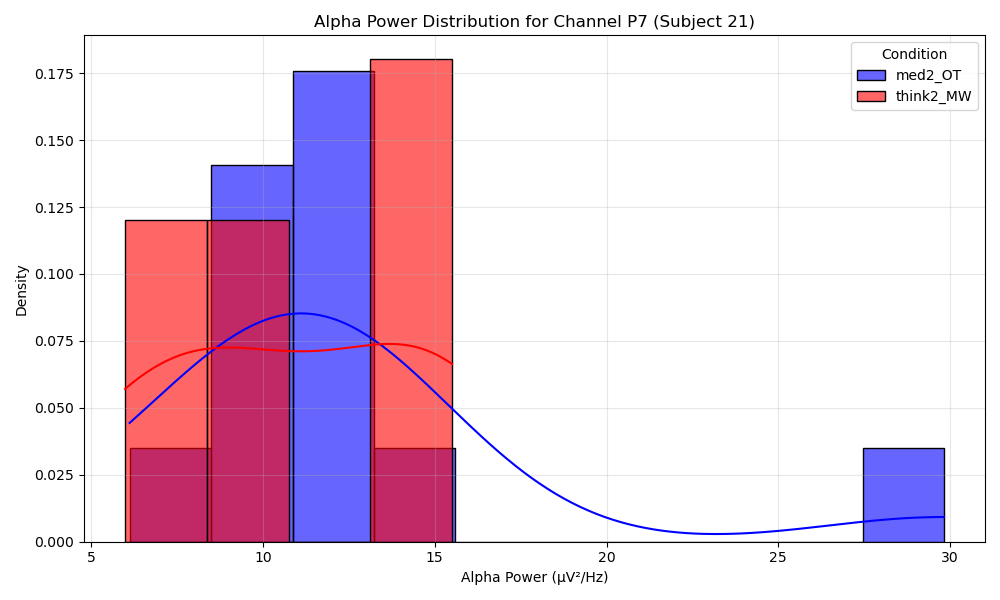 Alpha Power Distribution for Channel P7 (Subject 21)
Condition
med2_OT
think2_MW
Density
0.175
0.150
0.125
0.100
0.075
0.050
0.025
0.000
5
10
15
20
25
30
Alpha Power (μV²/Hz)